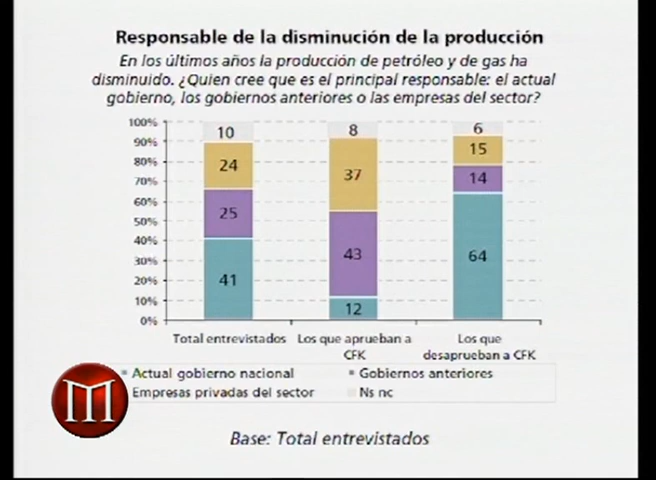 Responsable de la disminución de la producción
En los últimos años la producción de petróleo y de gas ha
disminuido. ¿Quien cree que es el principal responsable: el actual
gobierno, los gobiernos anteriores o las empresas del sector?
100%
90%
80%
70%
60%
50%
40%
30%
20%
10%
0%
10
24
25
41
8
37
43
12
6
15
14
64
Total entrevistados
Los que aprueban a
CFK
Los que
desaprueban a CFK
Actual gobierno nacional
Gobiernos anteriores
Empresas privadas del sector
Ns nc
M
Base: Total entrevistados